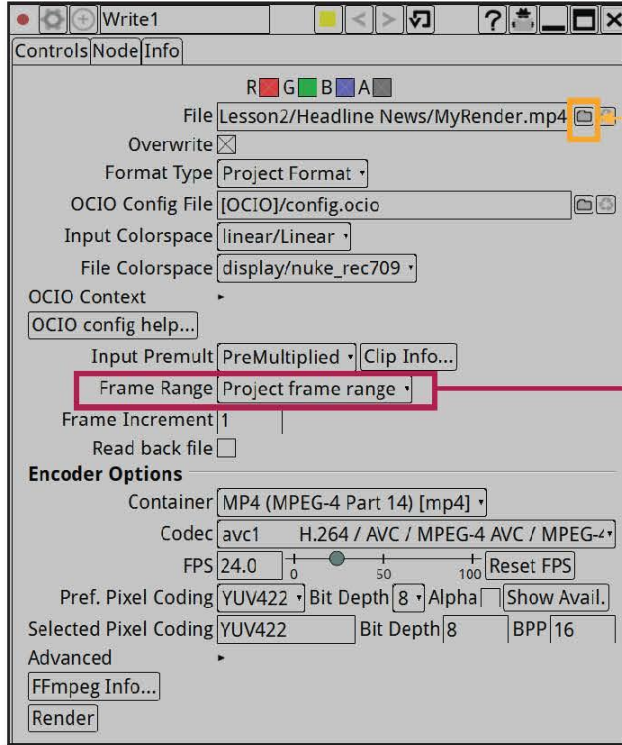 Write1 < > ?
Controls Node Info
R G B A
File Lesson2/Headline News/MyRender.mp4
Overwrite
Format Type Project Format
OCIO Config File [OCIO]/config.ocio
Input Colorspace linear/Linear
File Colorspace display/nuke_rec709
OCIO Context
OCIO config help...
Input Premult PreMultiplied Clip Info...
Frame Range Project frame range
Frame Increment 1
Read back file
Encoder Options
Container MP4 (MPEG-4 Part 14) [mp4]
Codec avc1 H.264 / AVC / MPEG-4 AVC / MPEG-4
FPS 24.0 0 50 100 Reset FPS
Pref. Pixel Coding YUV422 Bit Depth 8 Alpha Show Avail.
Selected Pixel Coding YUV422 Bit Depth 8 BPP 16
Advanced
FFmpeg Info...
Render